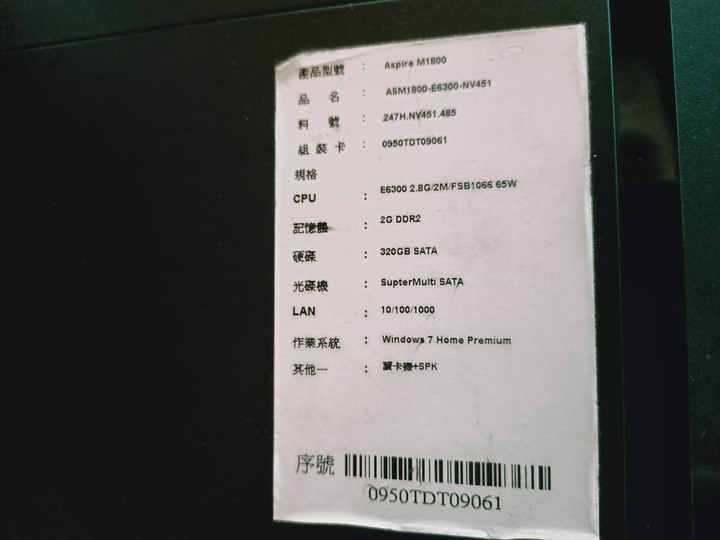 產品型號 : Aspire M1800
品 名 : ASM1800-E6300-NV451
料 號 : 247H.NV451.485
組 裝 卡 : 0950TDT09061
規格
CPU : E6300 2.8G/2M/FSB1066 65W
記憶體 : 2G DDR2
硬碟 : 320GB SATA
光碟機 : SupterMulti SATA
LAN : 10/100/1000
作業系統 : Windows 7 Home Premium
其他一 : 讀卡機+SPK
序號
0950TDT09061